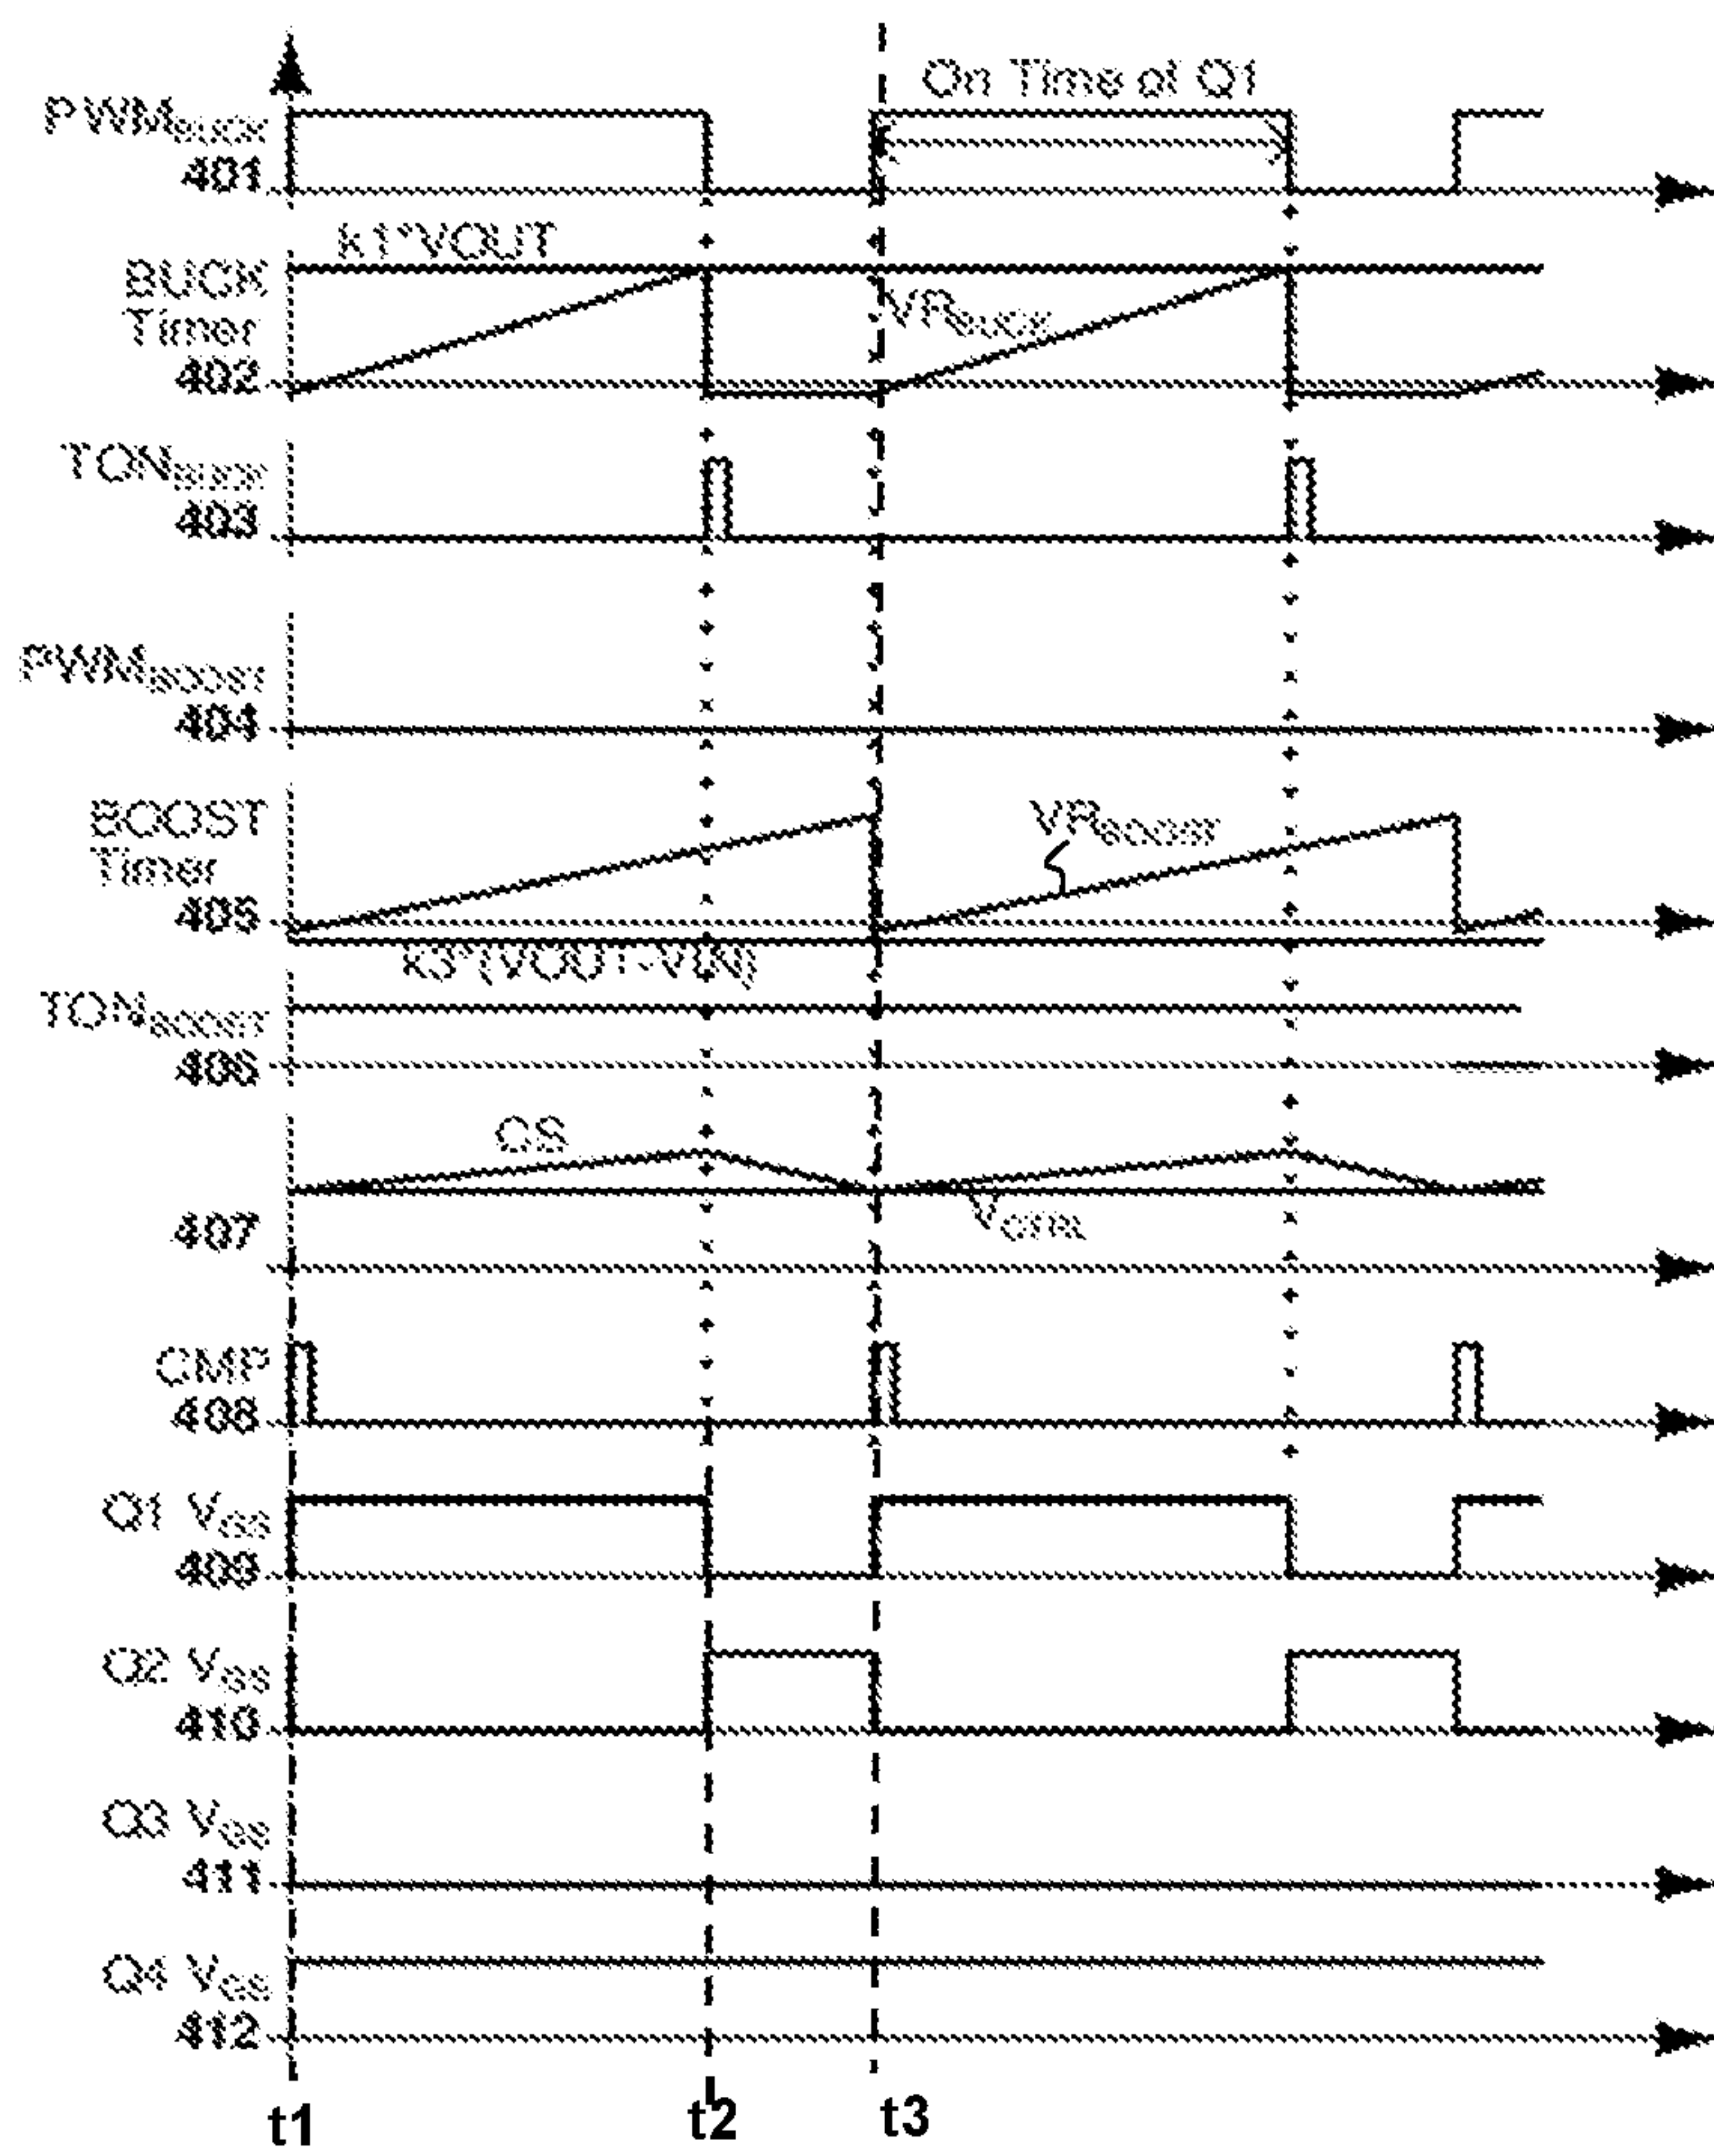 On Time of Q1
PWMBUCK
401
k1*VOUT
BUCK
Timer
402
VRBUCK
TONBUCK
403
PWMBOOST
404
BOOST
Timer
405
VRBOOST
k3*(VOUT-VIN)
TONBOOST
406
CS
407
VCTRL
CMP
408
Q1 VGS
409
Q2 VGS
410
Q3 VGS
411
Q4 VGS
412
t1
t2
t3